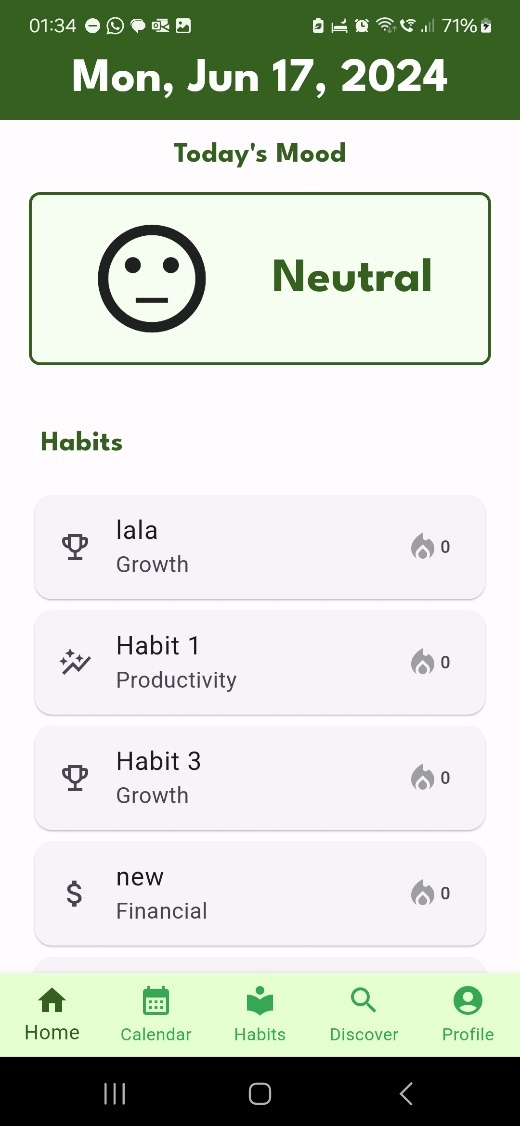 01:34 71%
Mon, Jun 17, 2024
Today's Mood
Neutral
Habits
lala
Growth
0
Habit 1
Productivity
0
Habit 3
Growth
0
new
Financial
0
Home Calendar Habits Discover Profile